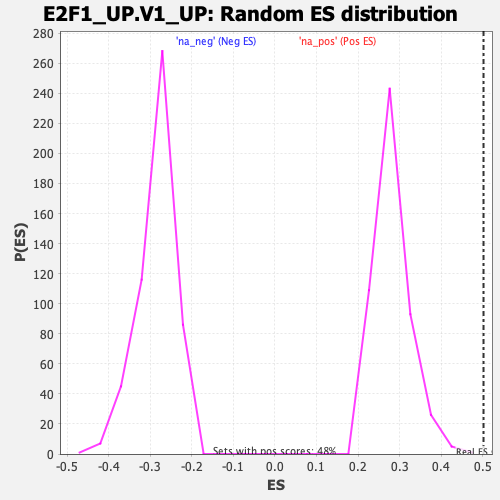 E2F1_UP.V1_UP: Random ES distribution
'na_neg' (Neg ES) 'na_pos' (Pos ES)
280
260
240
220
200
180
160
140
120
100
80
60
40
20
0
P(ES)
Sets with pos scores: 48%
Real ES
-0.5 -0.4 -0.3 -0.2 -0.1 0.0 0.1 0.2 0.3 0.4 0.5
ES